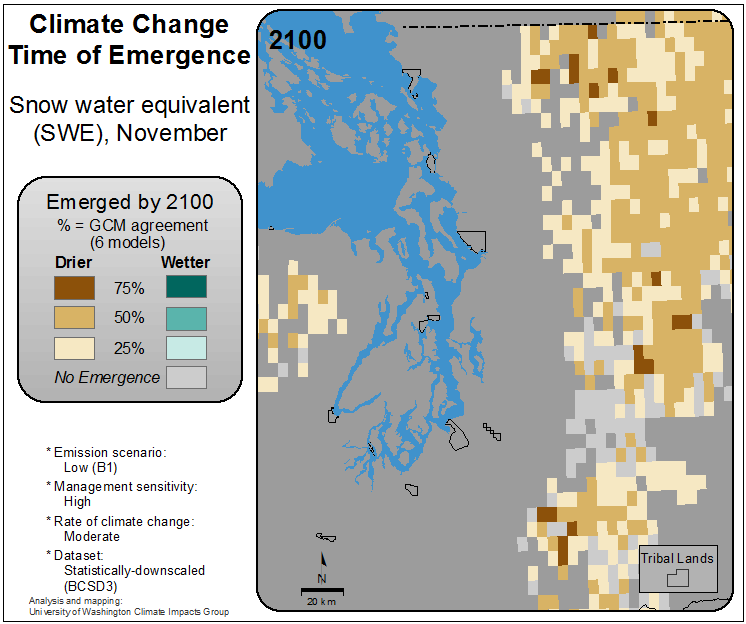 Climate Change
Time of Emergence
Snow water equivalent
(SWE), November
Emerged by 2100
% = GCM agreement
(6 models)
Drier Wetter
75%
50%
25%
No Emergence
* Emission scenario:
Low (B1)
* Management sensitivity:
High
* Rate of climate change:
Moderate
* Dataset:
Statistically-downscaled
(BCSD3)
Analysis and mapping:
University of Washington Climate Impacts Group
2100
N
20 km
Tribal Lands